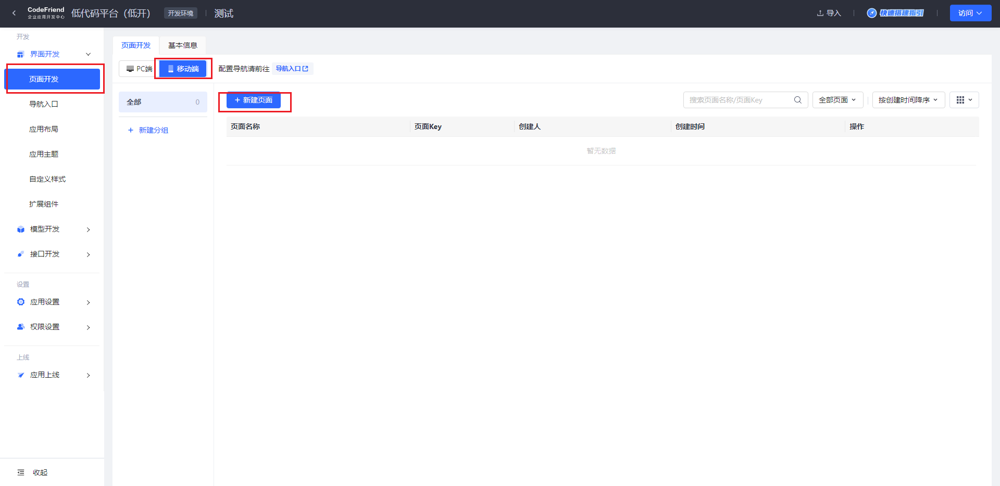 CodeFriend
企业应用开发中心
低代码平台（低开）
开发环境
测试
导入
快速搭建指引
访问
开发
界面开发
页面开发
导航入口
应用布局
应用主题
自定义样式
扩展组件
模型开发
接口开发
设置
应用设置
权限设置
上线
应用上线
收起
页面开发
基本信息
PC端
移动端
配置导航请前往
导航入口
全部
0
+ 新建分组
+ 新建页面
搜索页面名称/页面Key
全部页面
按创建时间降序
页面名称
页面Key
创建人
创建时间
操作
暂无数据